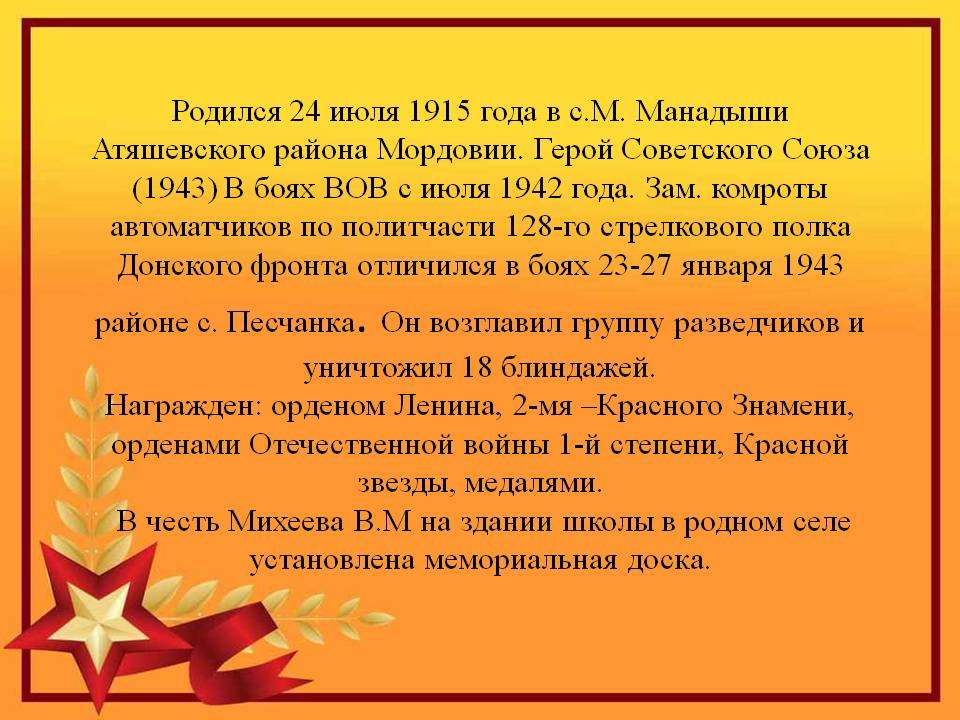 Родился 24 июля 1915 года в с.М. Манадыши
Атяшевского района Мордовии. Герой Советского Союза
(1943) В боях ВОВ с июля 1942 года. Зам. комроты
автоматчиков по политчасти 128-го стрелкового полка
Донского фронта отличился в боях 23-27 января 1943
районе с. Песчанка. Он возглавил группу разведчиков и
уничтожил 18 блиндажей.
Награжден: орденом Ленина, 2-мя –Красного Знамени,
орденами Отечественной войны 1-й степени, Красной
звезды, медалями.
В честь Михеева В.М на здании школы в родном селе
установлена мемориальная доска.